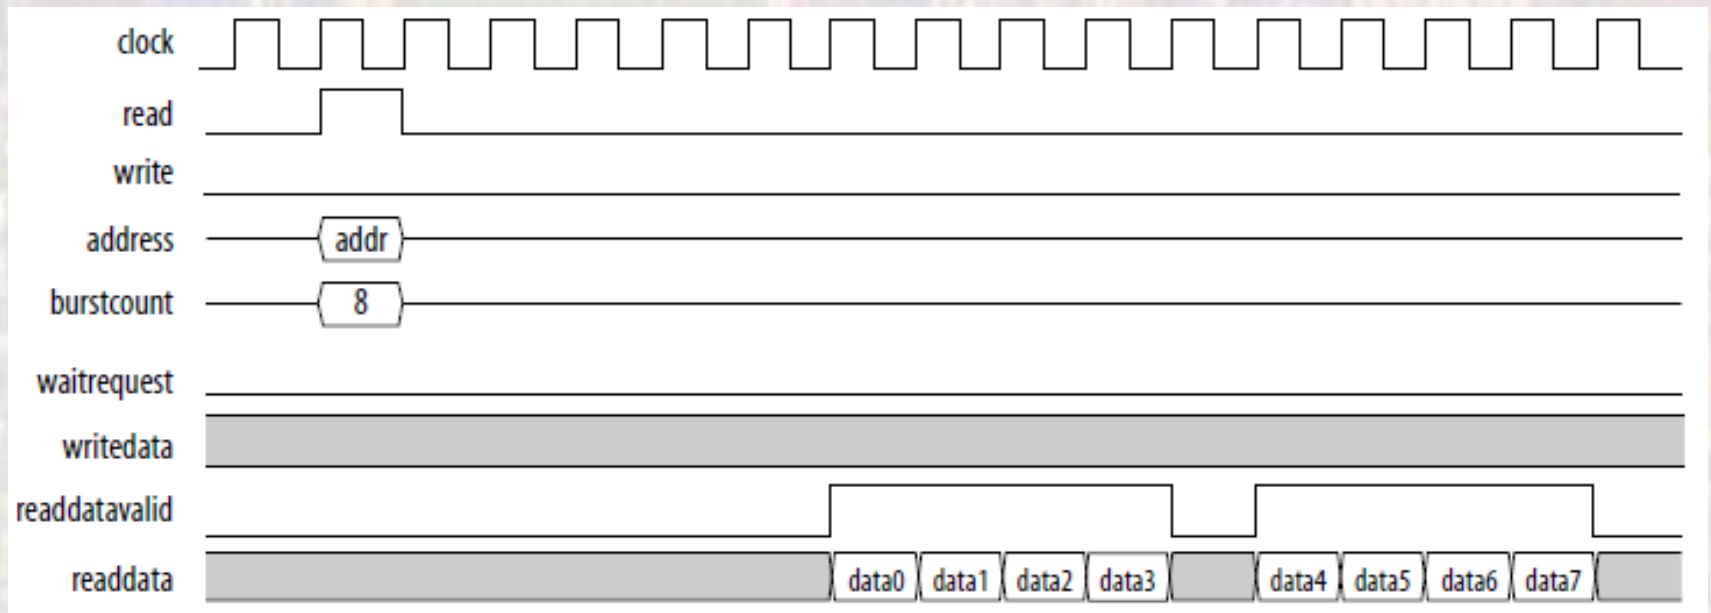 clock
read
write
address addr
burstcount 8
waitrequest
writedata
readdatavalid
readdata data0 data1 data2 data3 data4 data5 data6 data7